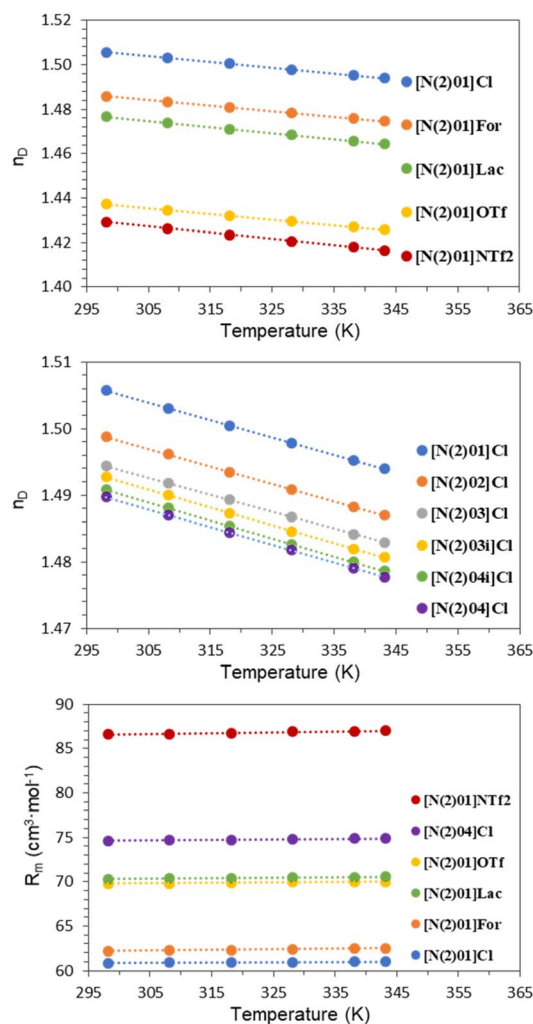 1.52
1.50
1.48
1.46
1.44
1.42
1.40
n_D
[N(2)01]Cl
[N(2)01]For
[N(2)01]Lac
[N(2)01]OTf
[N(2)01]NTf2
295 305 315 325 335 345 355 365
Temperature (K)
1.51
1.50
1.49
1.48
1.47
n_D
[N(2)01]Cl
[N(2)02]Cl
[N(2)03]Cl
[N(2)03i]Cl
[N(2)04i]Cl
[N(2)04]Cl
295 305 315 325 335 345 355 365
Temperature (K)
90
85
80
75
70
65
60
R_m (cm³·mol⁻¹)
[N(2)01]NTf2
[N(2)04]Cl
[N(2)01]OTf
[N(2)01]Lac
[N(2)01]For
[N(2)01]Cl
295 305 315 325 335 345 355 365
Temperature (K)